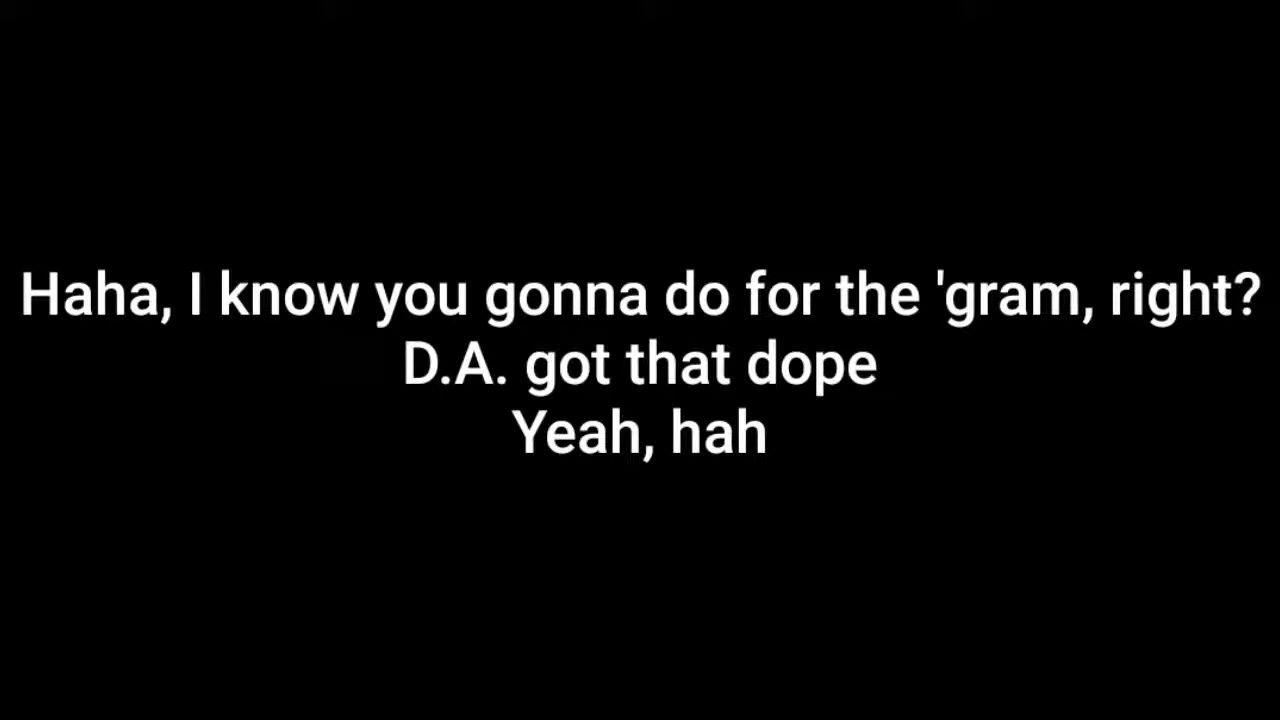 Haha, I know you gonna do for the 'gram, right?
D.A. got that dope
Yeah, hah